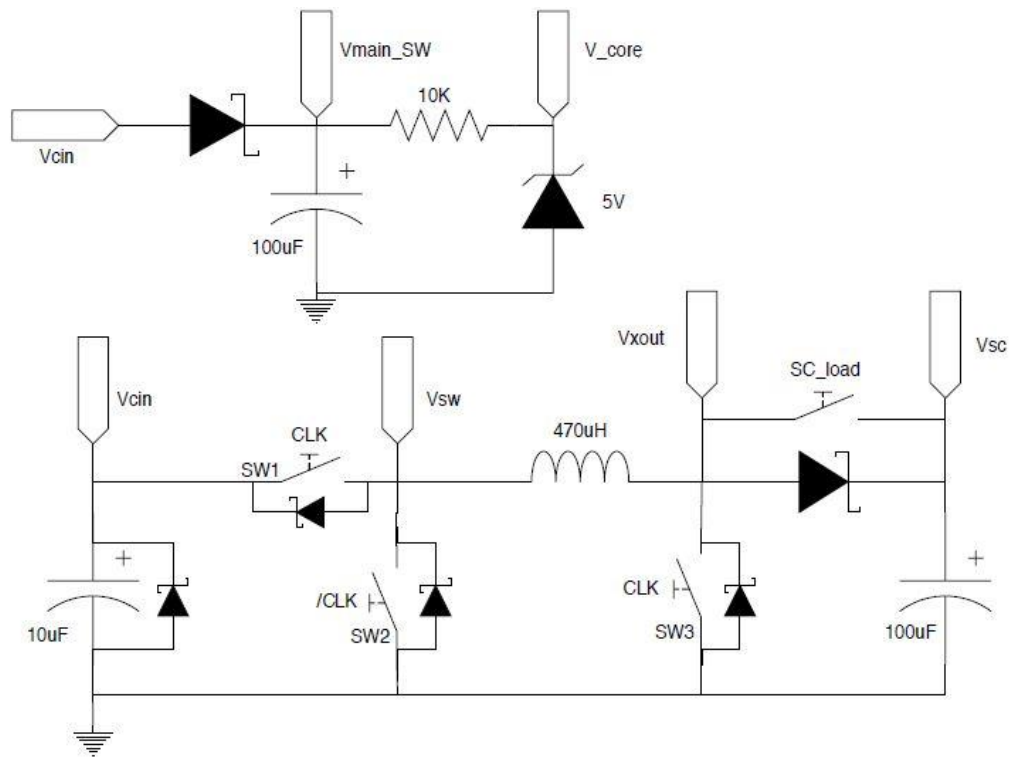 Vmain_SW
V_core
10K
Vcin
+
5V
100uF
Vxout
Vsc
SC_load
Vcin
Vsw
CLK
470uH
SW1
+
+
/CLK
CLK
10uF
SW2
SW3
100uF